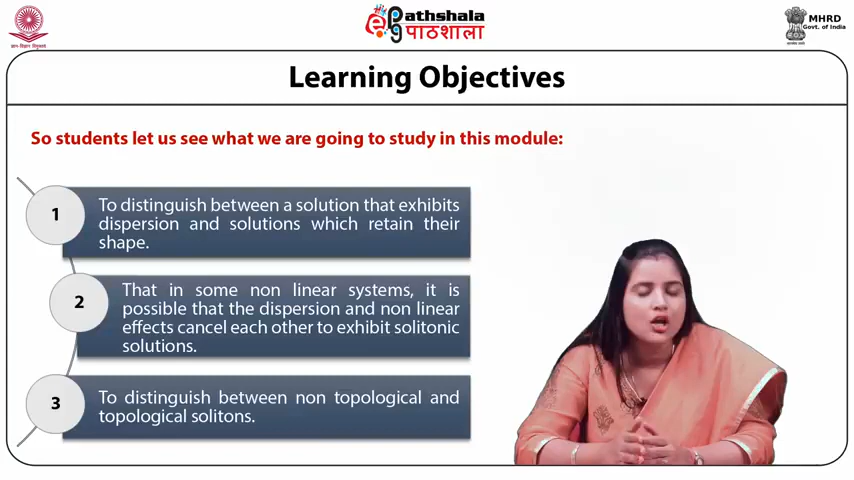 Pathshala
पाठशाला
MHRD
Govt. of India
Learning Objectives
So students let us see what we are going to study in this module:
1
To distinguish between a solution that exhibits
dispersion and solutions which retain their
shape.
2
That in some non linear systems, it is
possible that the dispersion and non linear
effects cancel each other to exhibit solitonic
solutions.
3
To distinguish between non topological and
topological solitons.